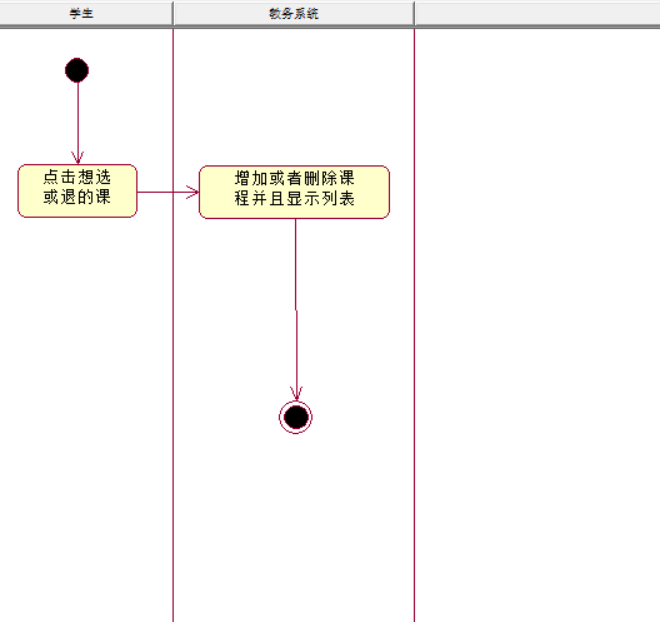 学生
教务系统
点击想选
或退的课
增加或者删除课
程并且显示列表